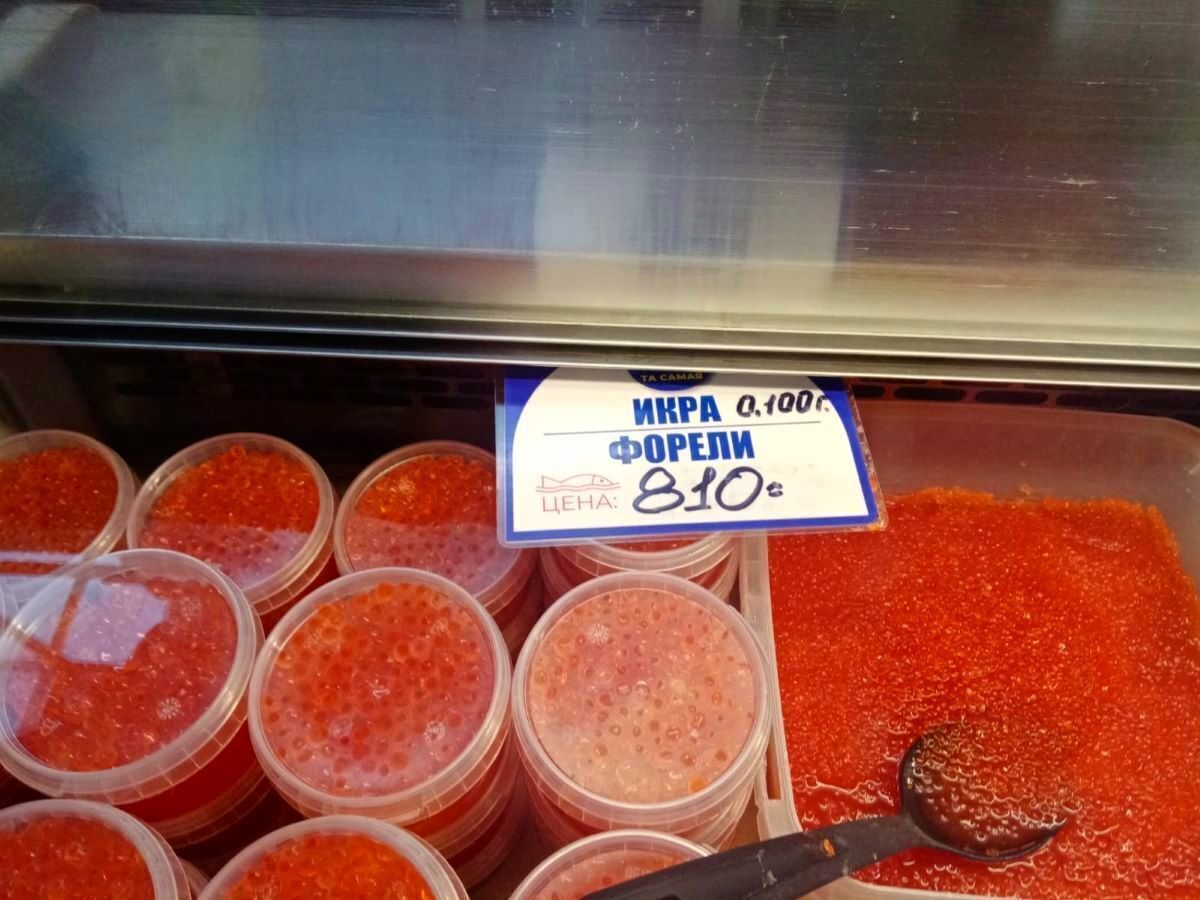 ТА САМАЯ
ИКРА 0.100г.
ФОРЕЛИ
ЦЕНА: 810=